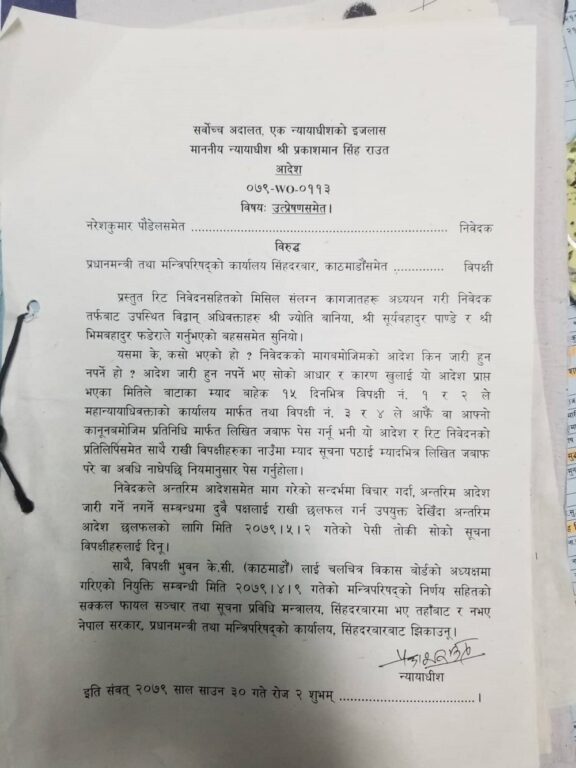 सर्वोच्च अदालत, एक न्यायाधीशको इजलास
माननीय न्यायाधीश श्री प्रकाशमान सिंह राउत
आदेश
०७९-WO-०११३
विषयः उत्प्रेषणसमेत।
नरेशकुमार पौडेलसमेत ........................................................................ निवेदक
विरुद्ध
प्रधानमन्त्री तथा मन्त्रिपरिषद्को कार्यालय सिंहदरबार, काठमाडौंसमेत ............. विपक्षी
प्रस्तुत रिट निवेदनसहितको मिसिल संलग्न कागजातहरू अध्ययन गरी निवेदक
तर्फबाट उपस्थित विद्वान् अधिवक्ताहरु श्री ज्योति बानिया, श्री सूर्यबहादुर पाण्डे र श्री
भिमबहादुर फडेराले गर्नुभएको बहससमेत सुनियो।
यसमा के, कसो भएको हो ? निवेदकको मागबमोजिमको आदेश किन जारी हुन
नपर्ने हो ? आदेश जारी हुन नपर्ने भए सोको आधार र कारण खुलाई यो आदेश प्राप्त
भएका मितिले बाटाका म्याद बाहेक १५ दिनभित्र विपक्षी नं. १ र २ ले
महान्यायाधिवक्ताको कार्यालय मार्फत तथा विपक्षी नं. ३ र ४ ले आफैं वा आफ्नो
कानूनबमोजिम प्रतिनिधि मार्फत लिखित जबाफ पेस गर्नू भनी यो आदेश र रिट निवेदनको
प्रतिलिपिसमेत साथै राखी विपक्षीहरुका नाउँमा म्याद सूचना पठाई म्यादभित्र लिखित जबाफ
परे वा अवधि नाघेपछि नियमानुसार पेस गर्नुहोला।
निवेदकले अन्तरिम आदेशसमेत माग गरेको सन्दर्भमा विचार गर्दा, अन्तरिम आदेश
जारी गर्ने नगर्ने सम्बन्धमा दुवै पक्षलाई राखी छलफल गर्न उपयुक्त देखिँदा अन्तरिम
आदेश छलफलको लागि मिति २०७९।५।२ गतेको पेसी तोकी सोको सूचना
विपक्षीहरुलाई दिनू।
साथै, विपक्षी भुवन के.सी. (काठमाडौं) लाई चलचित्र विकास बोर्डको अध्यक्षमा
गरिएको नियुक्ति सम्बन्धी मिति २०७९।४।९ गतेको मन्त्रिपरिषद्को निर्णय सहितको
सक्कल फायल सञ्चार तथा सूचना प्रविधि मन्त्रालय, सिंहदरबारमा भए तहाँबाट र नभए
नेपाल सरकार, प्रधानमन्त्री तथा मन्त्रिपरिषद्को कार्यालय, सिंहदरबारबाट झिकाउनू।
न्यायाधीश
इति संवत् २०७९ साल साउन ३० गते रोज २ शुभम् ........................................।